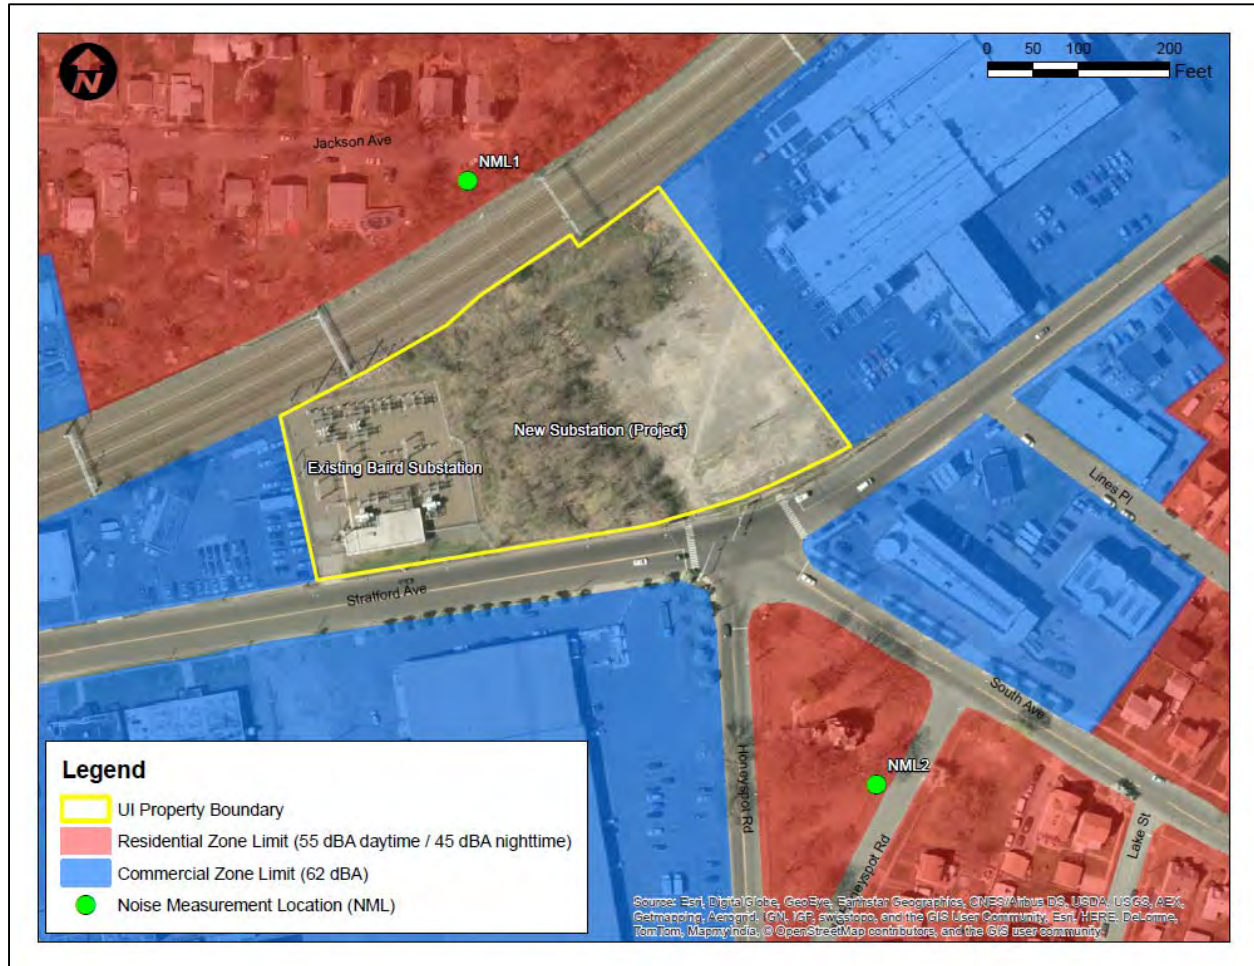 N
0 50 100 200
Feet
Jackson Ave
NML1
New Substation (Project)
Existing Baird Substation
Lines Pl
Stratford Ave
South Ave
Honeyspot Rd
NML2
neyspot Rd
Lake St
Legend
UI Property Boundary
Residential Zone Limit (55 dBA daytime / 45 dBA nighttime)
Commercial Zone Limit (62 dBA)
Noise Measurement Location (NML)
Source: Esri, DigitalGlobe, GeoEye, Earthstar Geographics, CNES/Airbus DS, USDA, USGS, AEX,
Getmapping, Aerogrid, IGN, IGP, swisstopo, and the GIS User Community, Esri, HERE, DeLorme,
TomTom, MapmyIndia, © OpenStreetMap contributors, and the GIS user community